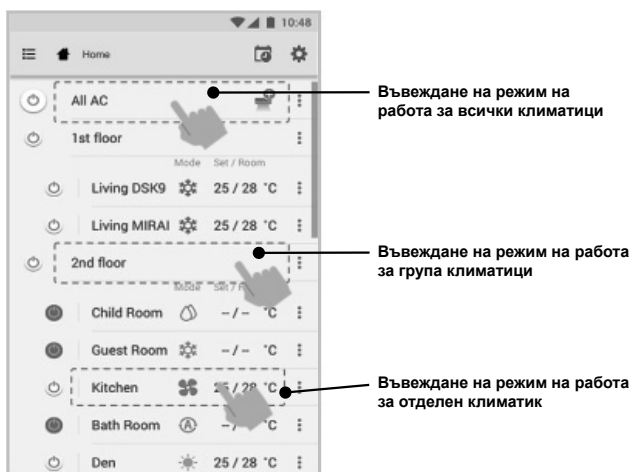 10:48
Home
All AC
Въвеждане на режим на
работа за всички климатици
1st floor
Mode Set / Room
Living DSK9 25 / 28 °C
Living MIRAI 25 / 28 °C
2nd floor
Въвеждане на режим на работа
за група климатици
Mode Set / R
Child Room – / – °C
Guest Room – / – °C
Kitchen 25 / 28 °C
Въвеждане на режим на работа
за отделен климатик
Bath Room A – / °C
Den 25 / 28 °C